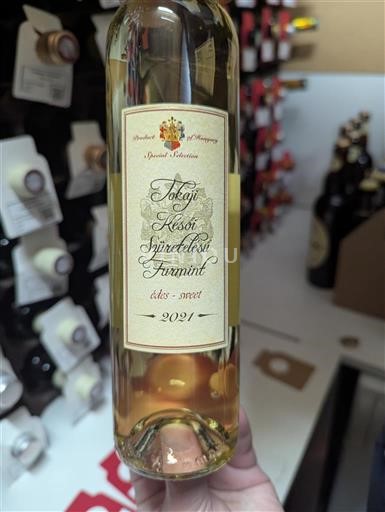 Product of Hungary
Special Selection
Tokaji
Késői
Szüretelésű
Furmint
édes - sweet
2021